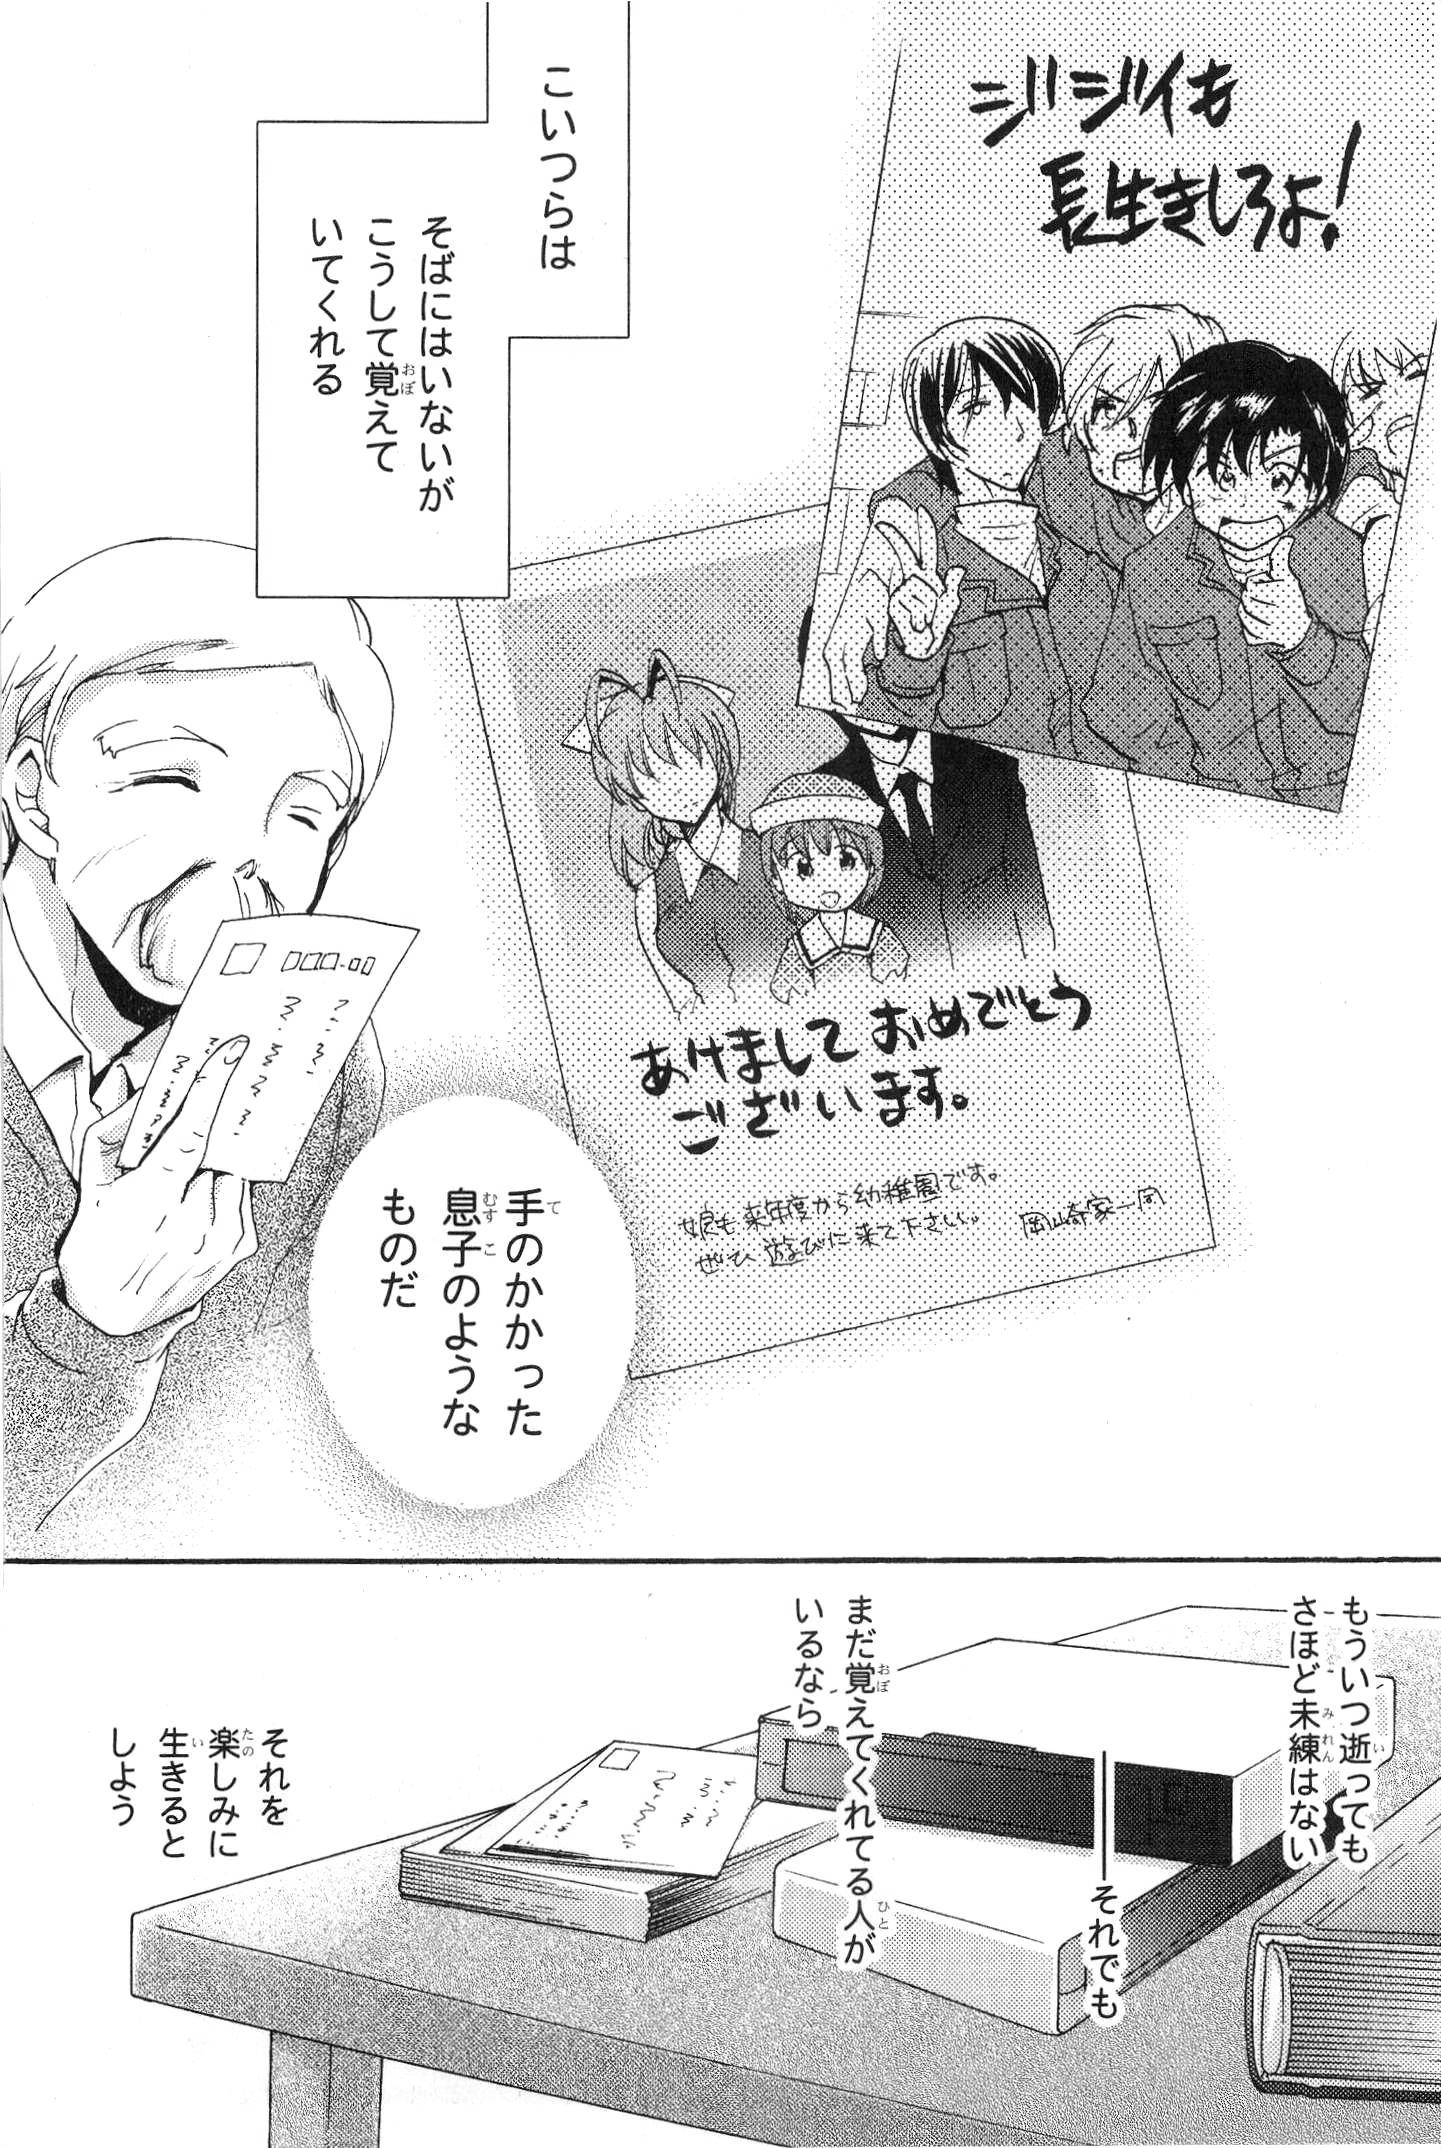 ジジイも
長生きしろよ!
こいつらは
そばにはいないが
こうして覚えて
いてくれる
あけまして おめでとう
ございます。
娘も来年度から幼稚園です。
ぜひ遊びに来て下さい。
岡崎家一同
手のかかった
息子のような
ものだ
もういつ逝っても
さほど未練はない
──それでも
まだ覚えてくれてる人が
いるなら
それを
楽しみに
生きると
しよう